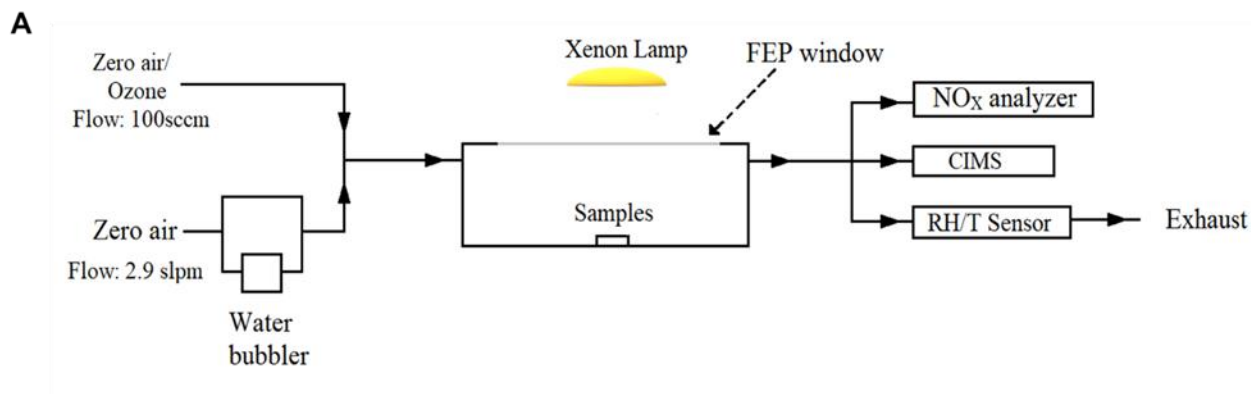 A
Zero air/
Ozone
Flow: 100sccm
Xenon Lamp
FEP window
NOX analyzer
CIMS
Samples
RH/T Sensor
Exhaust
Zero air
Flow: 2.9 slpm
Water
bubbler